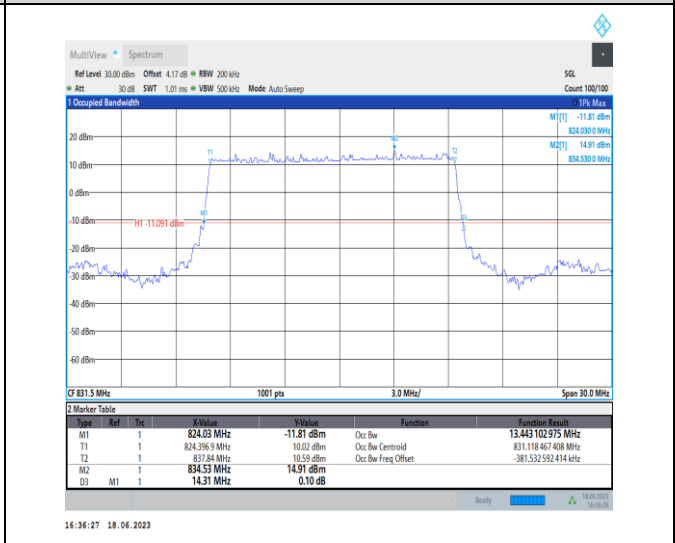 MultiView Spectrum
Ref Level 30.00 dBm Offset 4.17 dB RBW 200 kHz SGL
Att 30 dB SWT 1.01 ms VBW 500 kHz Mode Auto Sweep Count 100/100
1 Occupied Bandwidth 1Pk Max
M1[1] -11.81 dBm
824.030 0 MHz
M2[1] 14.91 dBm
834.530 0 MHz
20 dBm
M2
T1 T2
10 dBm
0 dBm
M1
-10 dBm
H1 -11.091 dBm
-20 dBm
-30 dBm
-40 dBm
-50 dBm
-60 dBm
CF 831.5 MHz 1001 pts 3.0 MHz/ Span 30.0 MHz
2 Marker Table
Type Ref Trc X-Value Y-Value Function Function Result
M1 1 824.03 MHz -11.81 dBm Occ Bw 13.443 102 975 MHz
T1 1 824.396 9 MHz 10.02 dBm Occ Bw Centroid 831.118 467 408 MHz
T2 1 837.84 MHz 10.59 dBm Occ Bw Freq Offset -381.532 592 414 kHz
M2 1 834.53 MHz 14.91 dBm
D3 M1 1 14.31 MHz 0.10 dB
Ready 18.06.2023
16:36:26
16:36:27 18.06.2023